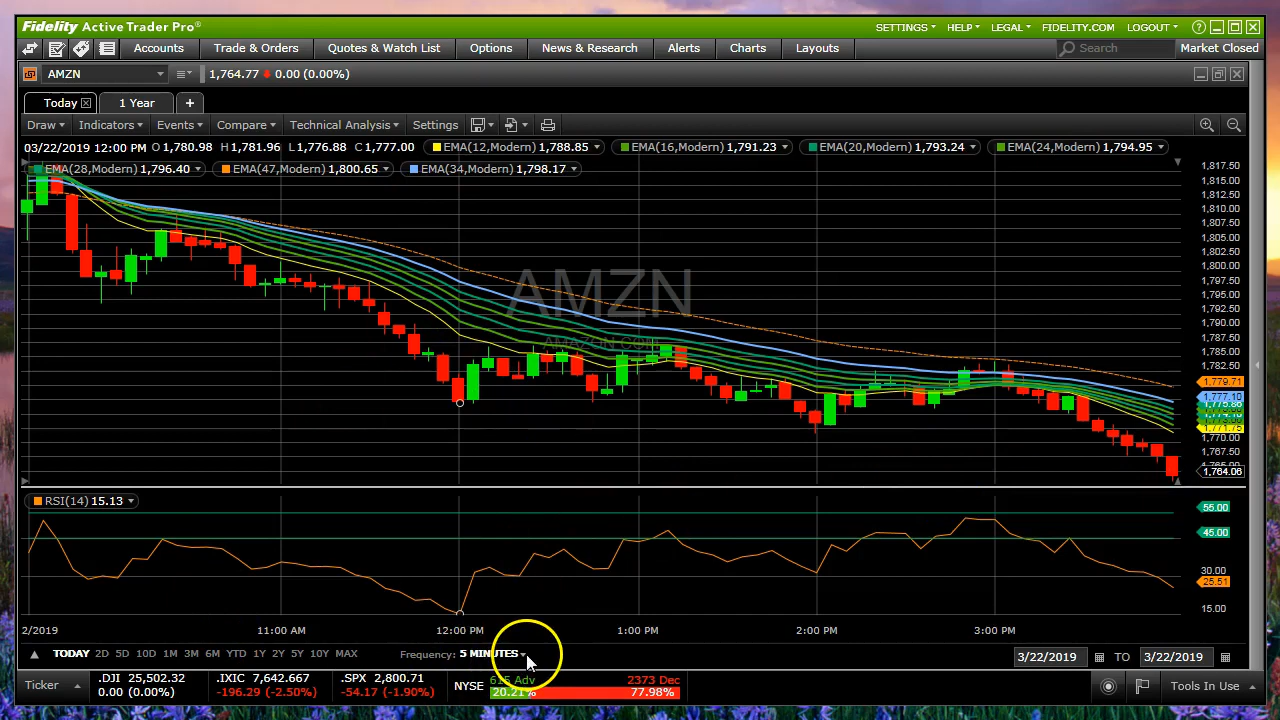 Fidelity Active Trader Pro® SETTINGS HELP LEGAL FIDELITY.COM LOGOUT ?
Accounts Trade & Orders Quotes & Watch List Options News & Research Alerts Charts Layouts Search Market Closed
AMZN 1,764.77 0.00 (0.00%)
Today 1 Year +
Draw Indicators Events Compare Technical Analysis Settings
03/22/2019 12:00 PM O 1,780.98 H 1,781.96 L 1,776.88 C 1,777.00 EMA(12,Modern) 1,788.85 EMA(16,Modern) 1,791.23 EMA(20,Modern) 1,793.24 EMA(24,Modern) 1,794.95
EMA(28,Modern) 1,796.40 EMA(47,Modern) 1,800.65 EMA(34,Modern) 1,798.17
1,817.50
1,815.00
1,812.50
1,810.00
1,807.50
1,805.00
1,802.50
1,800.00
1,797.50
1,795.00
1,792.50
1,790.00
1,787.50
1,785.00
1,782.50
AMZN
AMAZON COM
1,779.71
1,777.10
1,771.75
1,770.00
1,767.50
1,764.06
RSI(14) 15.13
55.00
45.00
30.00
25.51
15.00
2/2019 11:00 AM 12:00 PM 1:00 PM 2:00 PM 3:00 PM
TODAY 2D 5D 10D 1M 3M 6M YTD 1Y 2Y 5Y 10Y MAX Frequency: 5 MINUTES 3/22/2019 TO 3/22/2019
Ticker .DJI 25,502.32 .IXIC 7,642.667 .SPX 2,800.71 NYSE 615 Adv 2373 Dec Tools In Use
0.00 (0.00%) -196.29 (-2.50%) -54.17 (-1.90%) 20.21% 77.98%